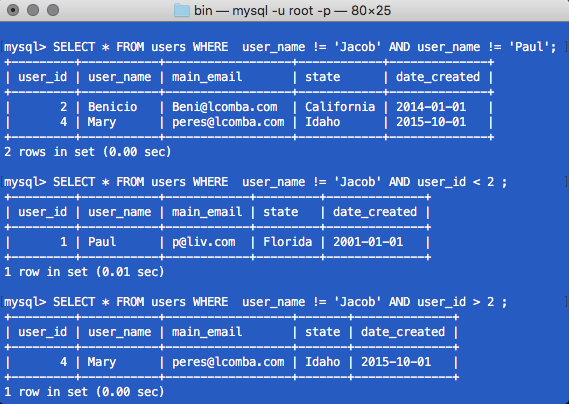 bin — mysql -u root -p — 80×25
mysql> SELECT * FROM users WHERE  user_name != 'Jacob' AND user_name != 'Paul';
+---------+-----------+-----------------+------------+--------------+
| user_id | user_name | main_email      | state      | date_created |
+---------+-----------+-----------------+------------+--------------+
|       2 | Benicio   | Beni@lcomba.com  | California | 2014-01-01   |
|       4 | Mary      | peres@lcomba.com | Idaho      | 2015-10-01   |
+---------+-----------+-----------------+------------+--------------+
2 rows in set (0.00 sec)
mysql> SELECT * FROM users WHERE  user_name != 'Jacob' AND user_id < 2 ;
+---------+-----------+------------+---------+--------------+
| user_id | user_name | main_email | state   | date_created |
+---------+-----------+------------+---------+--------------+
|       1 | Paul      | p@liv.com  | Florida | 2001-01-01   |
+---------+-----------+------------+---------+--------------+
1 row in set (0.01 sec)
mysql> SELECT * FROM users WHERE  user_name != 'Jacob' AND user_id > 2 ;
+---------+-----------+------------------+-------+--------------+
| user_id | user_name | main_email       | state | date_created |
+---------+-----------+------------------+-------+--------------+
|       4 | Mary      | peres@lcomba.com | Idaho | 2015-10-01   |
+---------+-----------+------------------+-------+--------------+
1 row in set (0.00 sec)